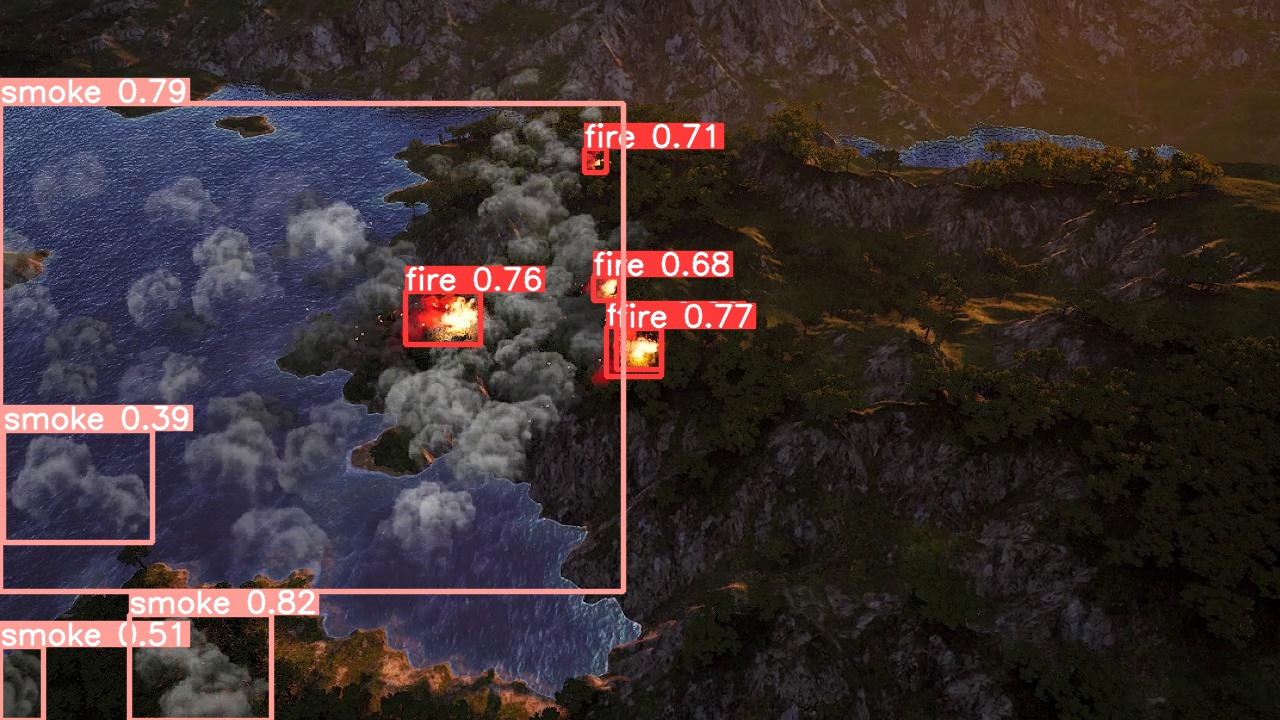 smoke 0.79
fire 0.71
fire 0.68
fire 0.76
fire 0.77
smoke 0.39
smoke 0.82
smoke 0.51